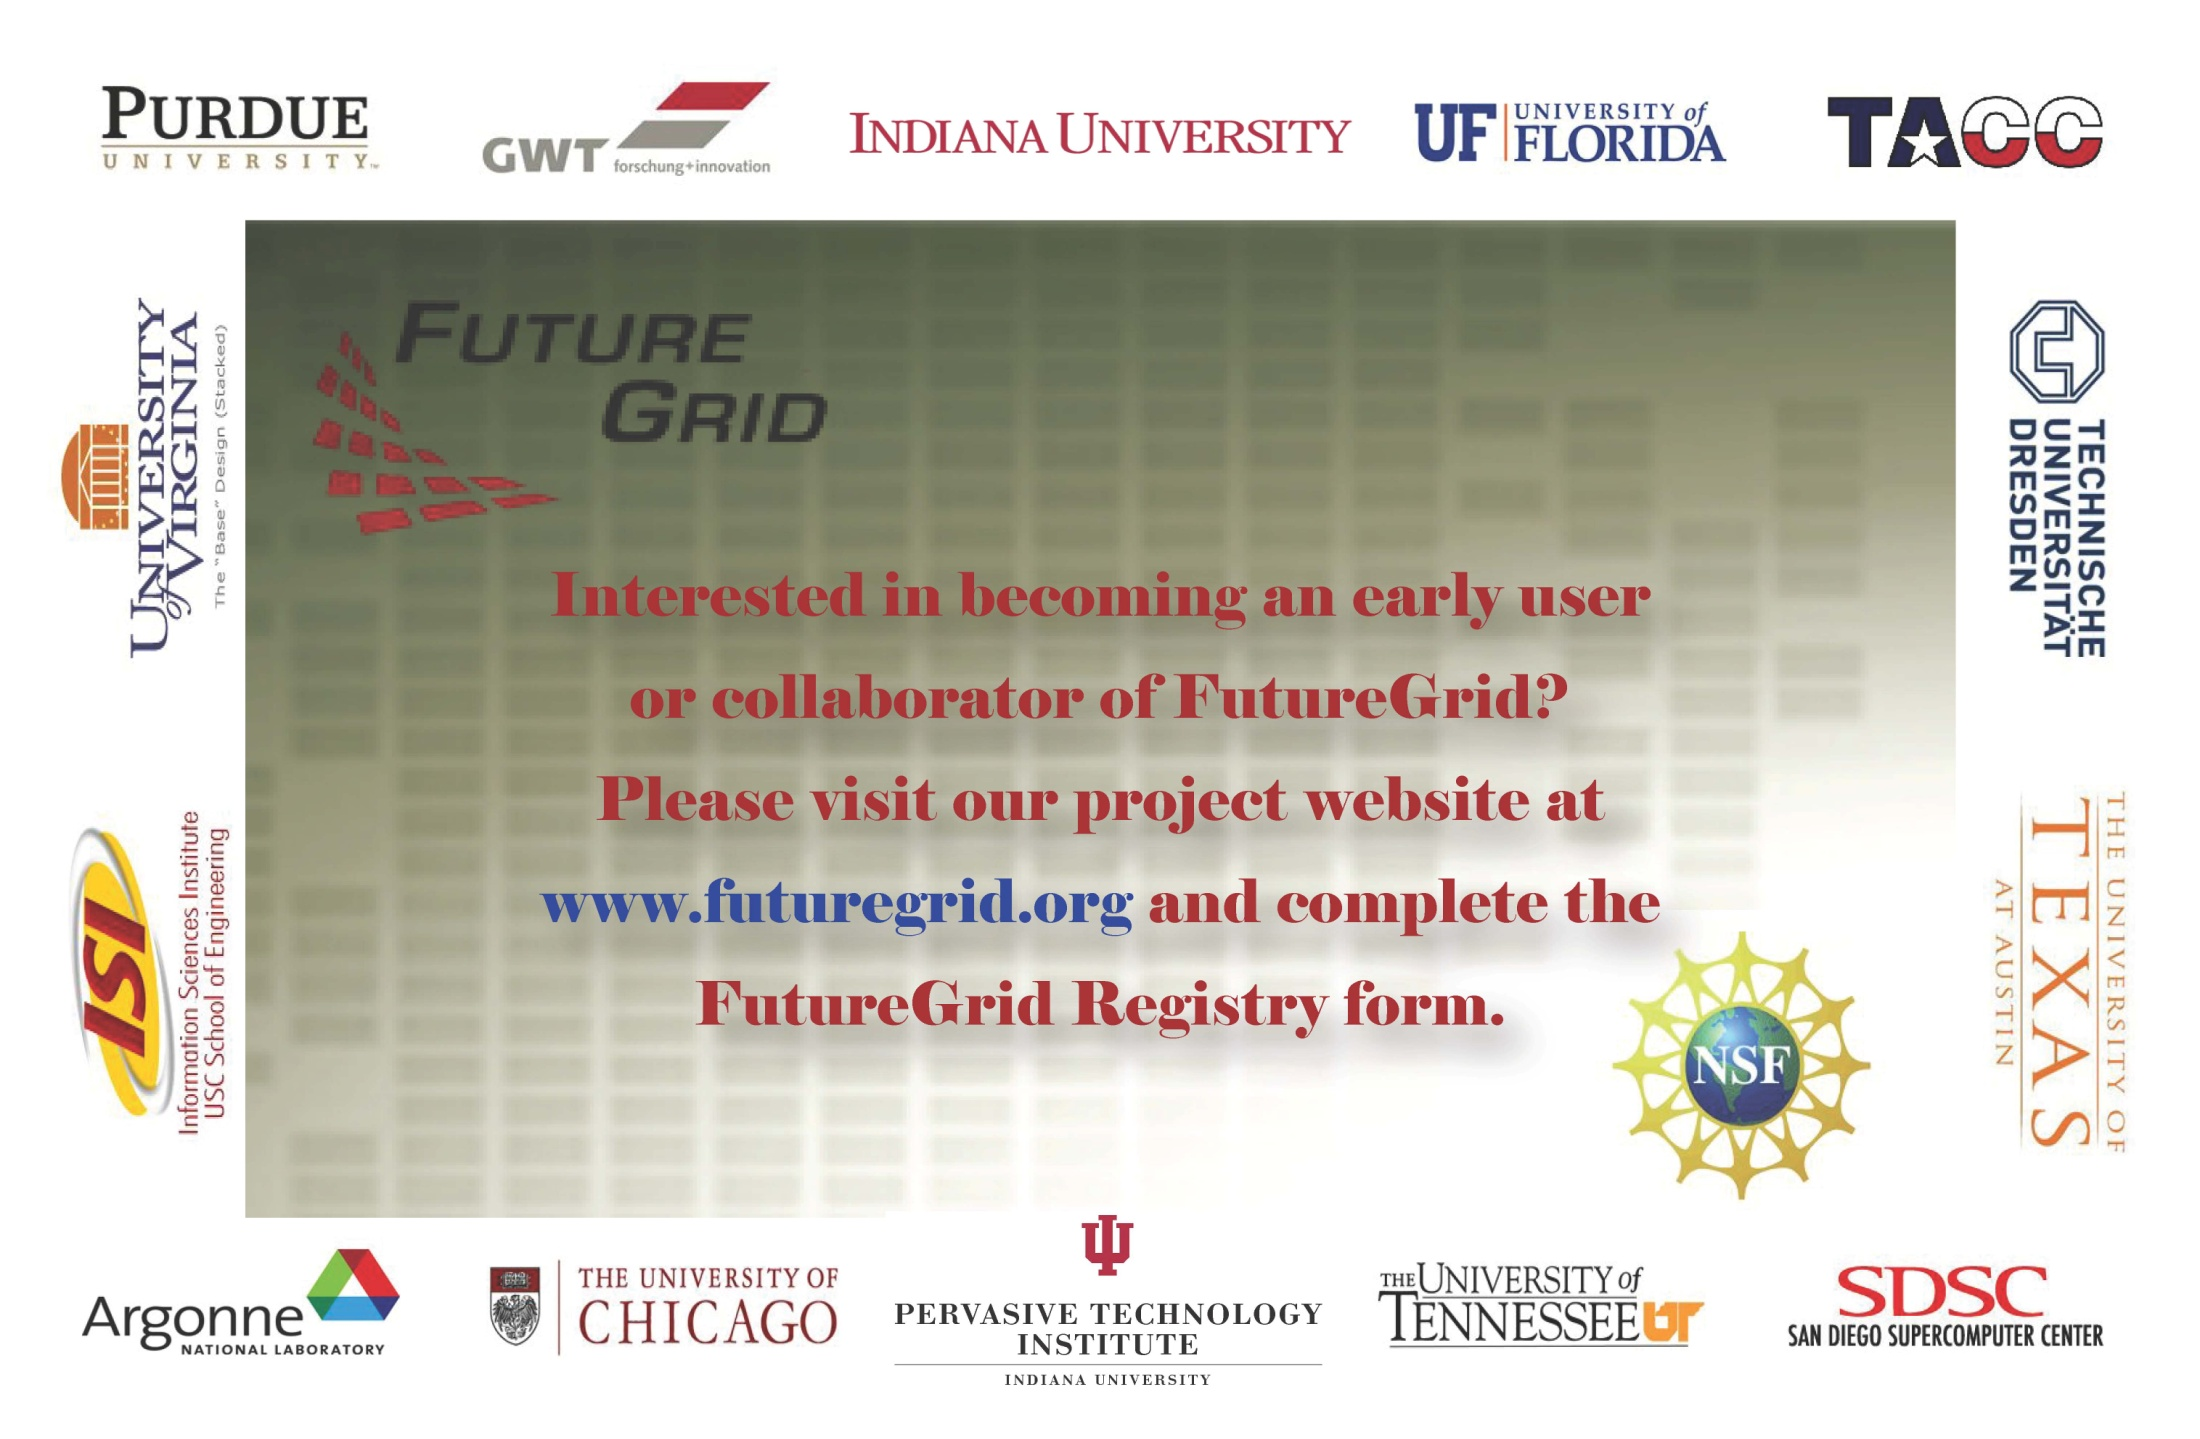 PURDUE
UNIVERSITY™
GWT
forschung+innovation
INDIANA UNIVERSITY
UF
UNIVERSITY of
FLORIDA
TACC
FUTURE
GRID
UNIVERSITY
of VIRGINIA
The "Base" Design (Stacked)
TECHNISCHE
UNIVERSITÄT
DRESDEN
Interested in becoming an early user
or collaborator of FutureGrid?
Please visit our project website at
www.futuregrid.org and complete the
FutureGrid Registry form.
ISI
Information Sciences Institute
USC School of Engineering
NSF
THE UNIVERSITY OF
TEXAS
AT AUSTIN
Argonne
NATIONAL LABORATORY
THE UNIVERSITY OF
CHICAGO
PERVASIVE TECHNOLOGY
INSTITUTE
INDIANA UNIVERSITY
THE UNIVERSITY of
TENNESSEE UT
SDSC
SAN DIEGO SUPERCOMPUTER CENTER